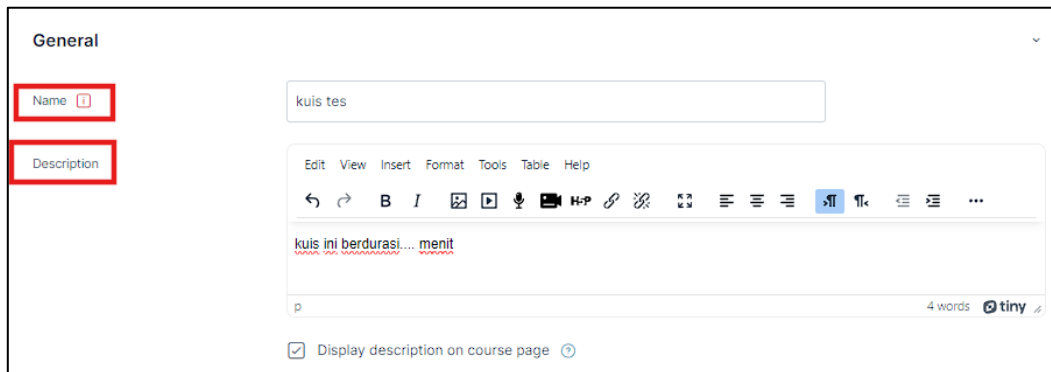 General
Name
kuis tes
Description
Edit View Insert Format Tools Table Help
B I H-P
kuis ini berdurasi.... menit
p 4 words tiny
Display description on course page